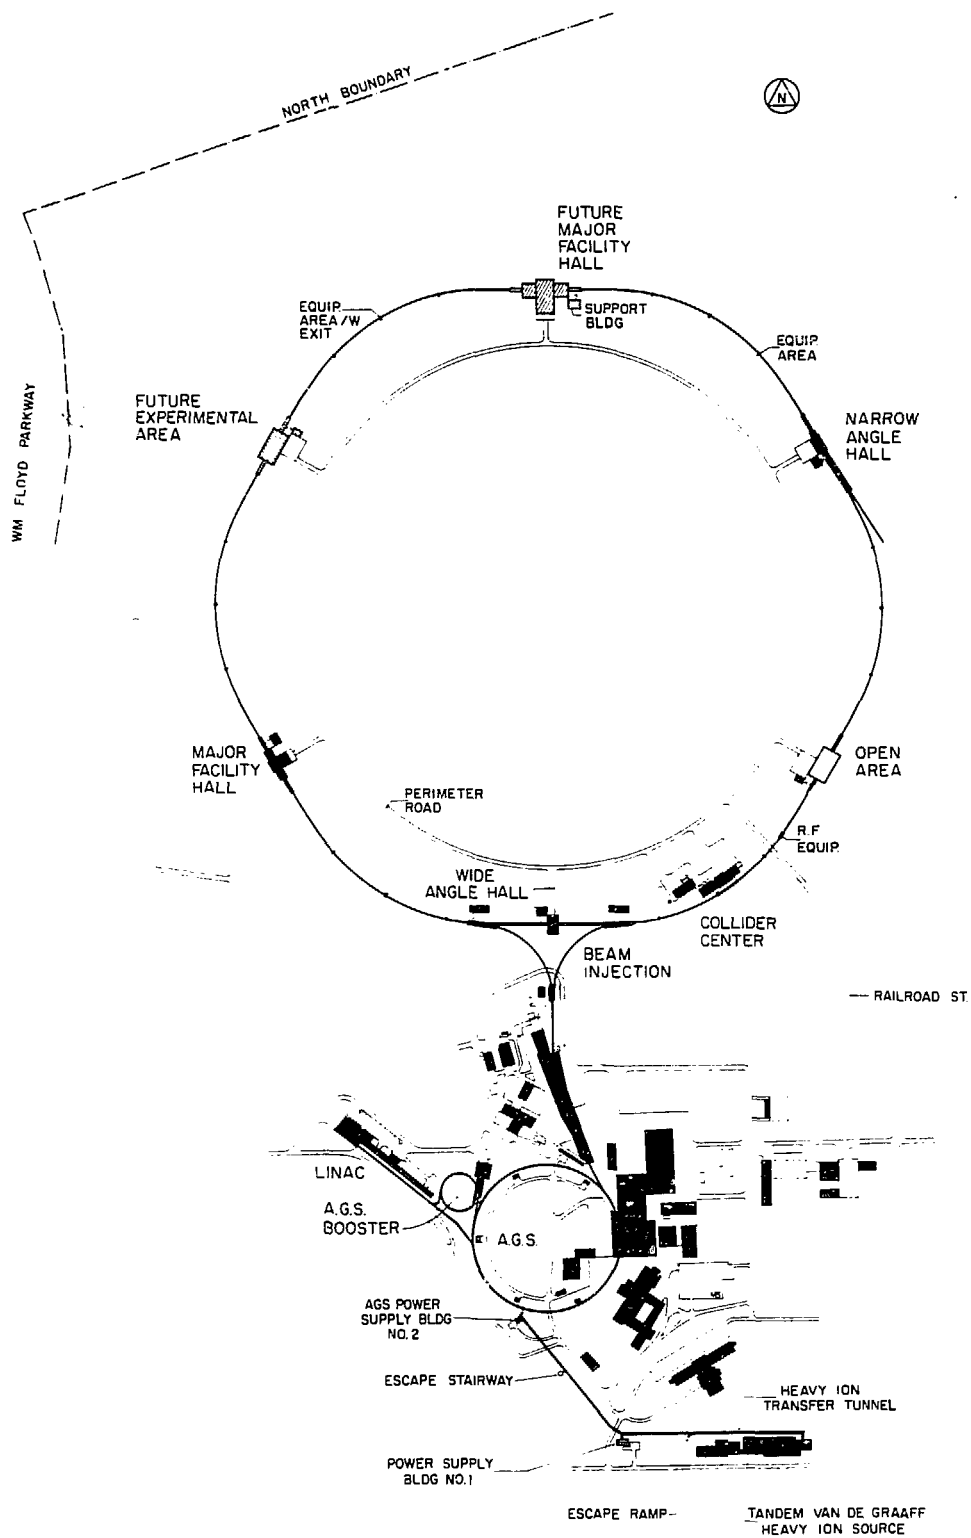 NORTH BOUNDARY
N
FUTURE
MAJOR
FACILITY
HALL
EQUIP.
AREA/W
EXIT
SUPPORT
BLDG
EQUIP.
AREA
WM FLOYD PARKWAY
FUTURE
EXPERIMENTAL
AREA
NARROW
ANGLE
HALL
MAJOR
FACILITY
HALL
OPEN
AREA
PERIMETER
ROAD
R.F
EQUIP.
WIDE
ANGLE HALL
COLLIDER
CENTER
BEAM
INJECTION
RAILROAD ST.
LINAC
A.G.S.
BOOSTER
A.G.S.
AGS POWER
SUPPLY BLDG
NO. 2
ESCAPE STAIRWAY
HEAVY ION
TRANSFER TUNNEL
POWER SUPPLY
BLDG NO. 1
ESCAPE RAMP
TANDEM VAN DE GRAAFF
HEAVY ION SOURCE